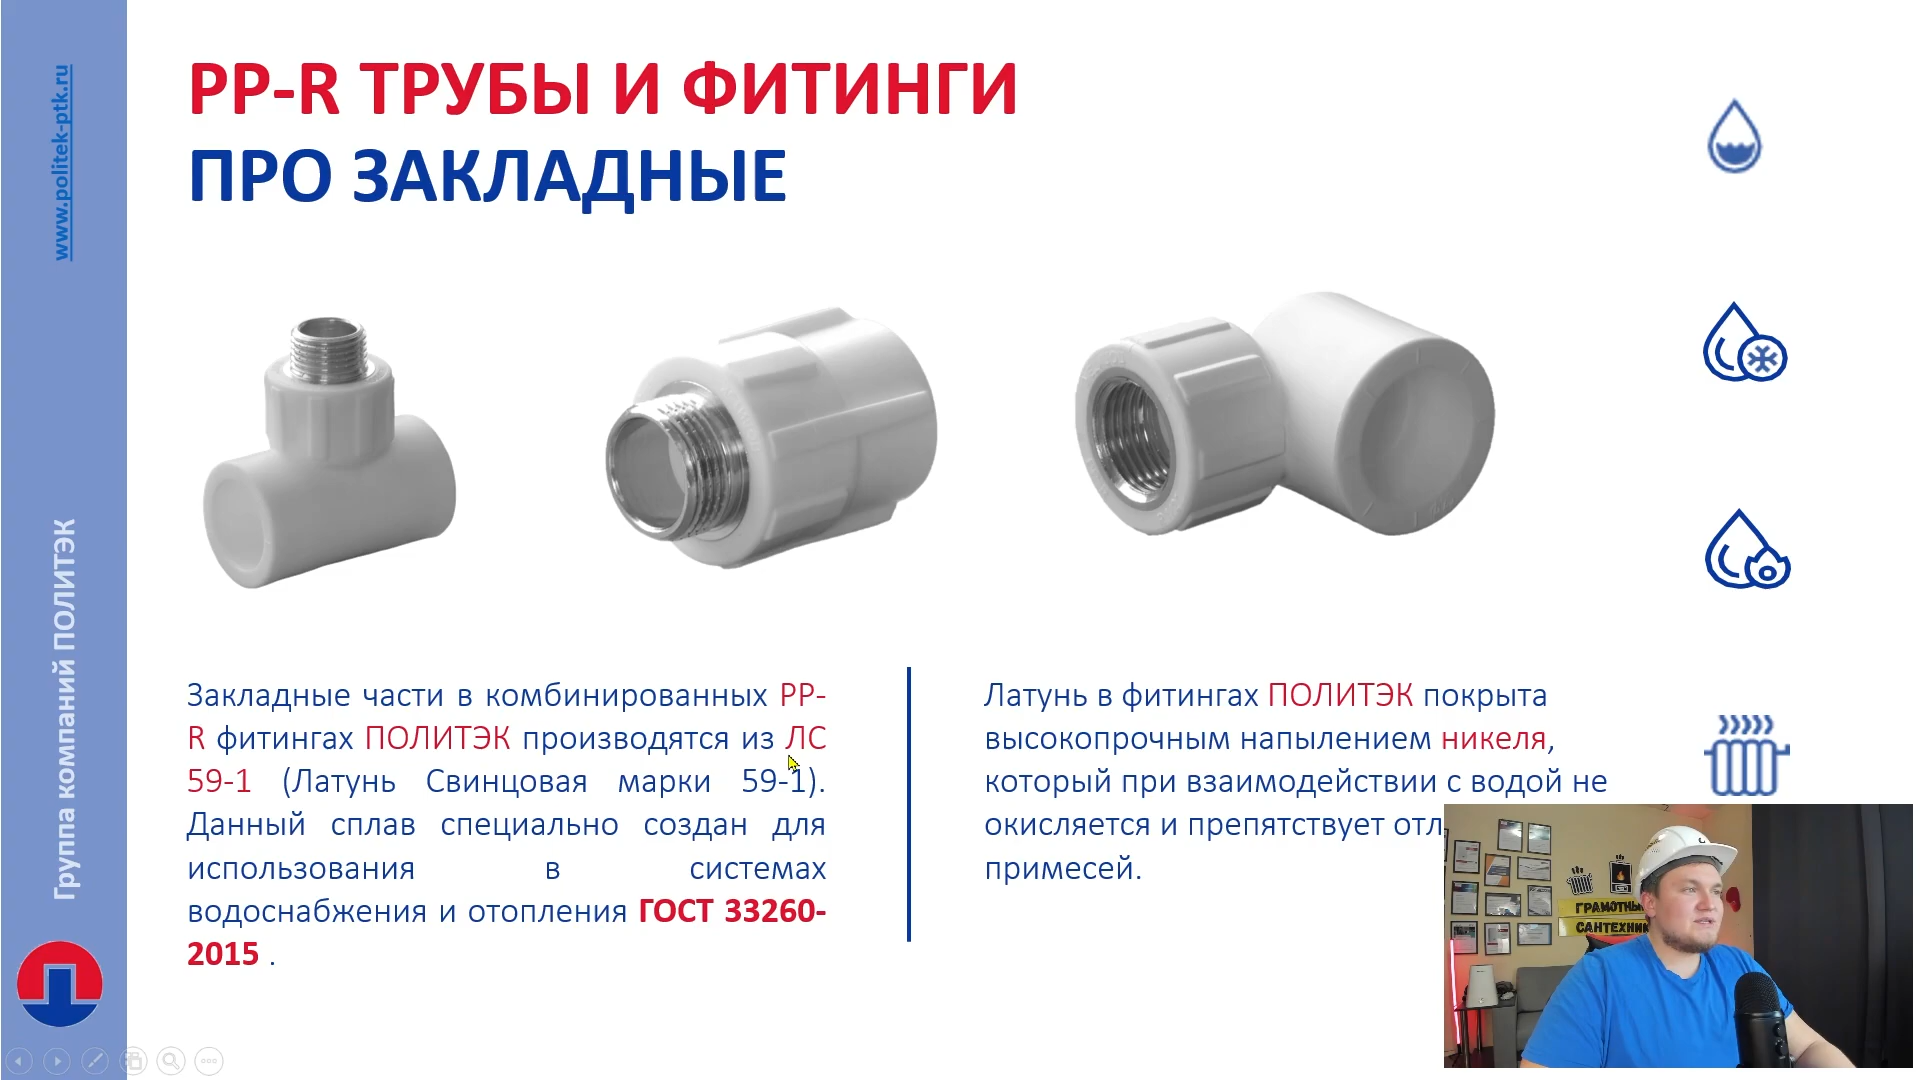 www.politek-ptk.ru
Группа компаний ПОЛИТЭК
PP-R ТРУБЫ И ФИТИНГИ
ПРО ЗАКЛАДНЫЕ
Закладные части в комбинированных PP-
R фитингах ПОЛИТЭК производятся из ЛС
59-1 (Латунь Свинцовая марки 59-1).
Данный сплав специально создан для
использования в системах
водоснабжения и отопления ГОСТ 33260-
2015 .
Латунь в фитингах ПОЛИТЭК покрыта
высокопрочным напылением никеля,
который при взаимодействии с водой не
окисляется и препятствует отл
примесей.
ГРАМОТНЫ
САНТЕХНИК